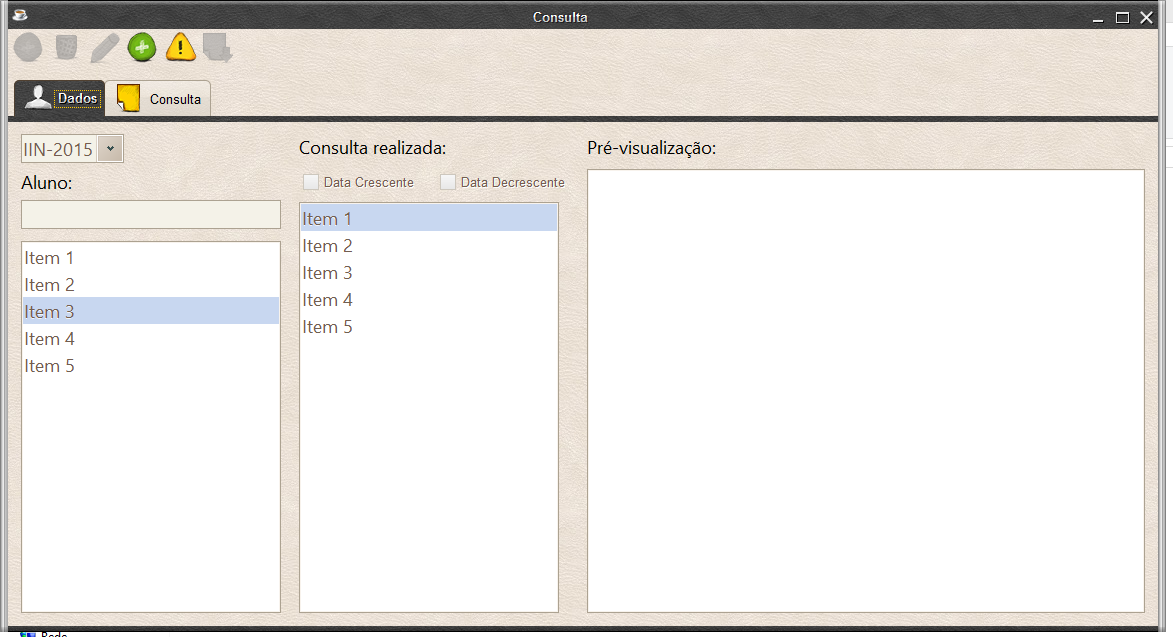 Consulta
Dados
Consulta
IIN-2015
Aluno:
Item 1
Item 2
Item 3
Item 4
Item 5
Consulta realizada:
Data Crescente
Data Decrescente
Item 1
Item 2
Item 3
Item 4
Item 5
Pré-visualização:
Rede